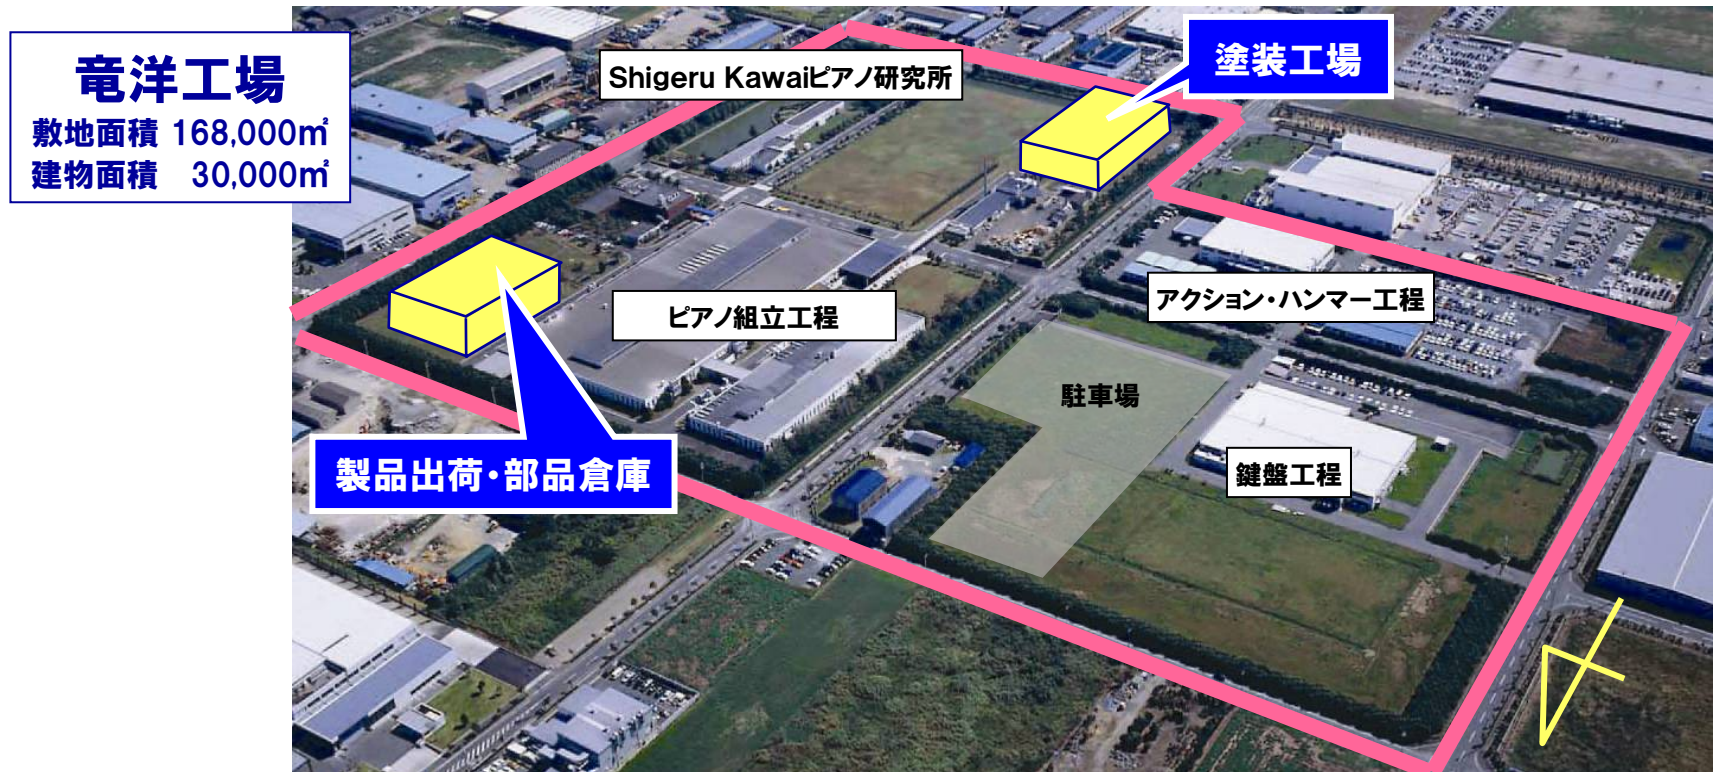 竜洋工場
敷地面積 168,000㎡
建物面積 30,000㎡
Shigeru Kawaiピアノ研究所
塗装工場
アクション・ハンマー工程
ピアノ組立工程
駐車場
製品出荷・部品倉庫
鍵盤工程